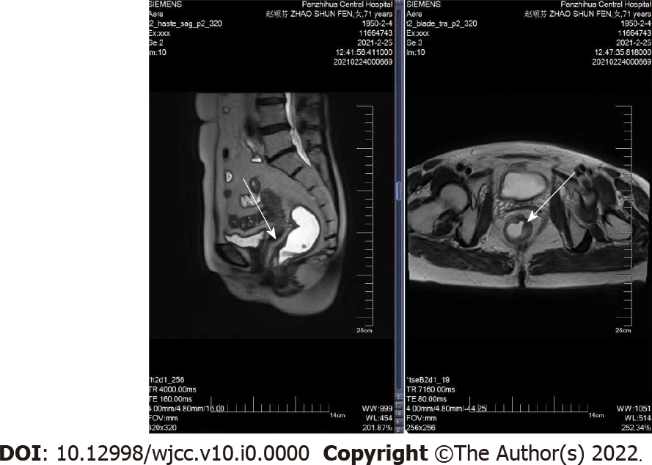 SIEMENS
Aera
t2_haste_sag_p2_320
Ex:xxx
Se:2
Im:10
Panzhihua Central Hospital
赵顺芬 ZHAO SHUN FEN,女,71 years
1950-2-4
11664743
2021-2-25
12:41:56.411000
20210224000669
SIEMENS
Aera
t2_blade_tra_p2_320
Ex:xxx
Se:3
Im:10
Panzhihua Central Hospital
赵顺芬 ZHAO SHUN FEN,女,71 years
1950-2-4
11664743
2021-2-25
12:47:35.818000
20210224000669
25cm
25cm
*h2d1_256
TR 4000.00ms
TE 160.00ms
4.00mm/4.80mm/16.00
FOV:mm
320x320
14cm
WW:999
WL:454
201.87%
*tseB2d1_19
TR 7160.00ms
TE 80.00ms
4.00mm/4.80mm/-44.25
FOV:mm
256x256
14cm
WW:1051
WL:514
252.34%
DOI: 10.12998/wjcc.v10.i0.0000 Copyright ©The Author(s) 2022.